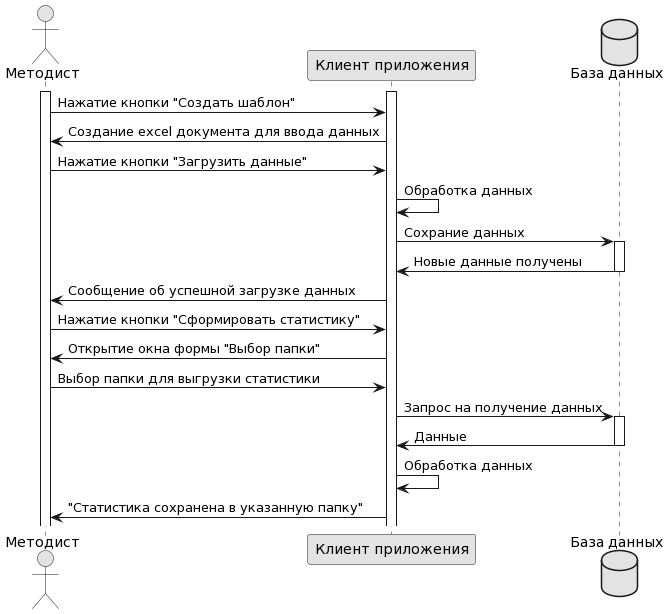 Методист
Клиент приложения
База данных
Нажатие кнопки "Создать шаблон"
Создание excel документа для ввода данных
Нажатие кнопки "Загрузить данные"
Обработка данных
Сохрание данных
Новые данные получены
Сообщение об успешной загрузке данных
Нажатие кнопки "Сформировать статистику"
Открытие окна формы "Выбор папки"
Выбор папки для выгрузки статистики
Запрос на получение данных
Данные
Обработка данных
"Статистика сохранена в указанную папку"
Методист
Клиент приложения
База данных